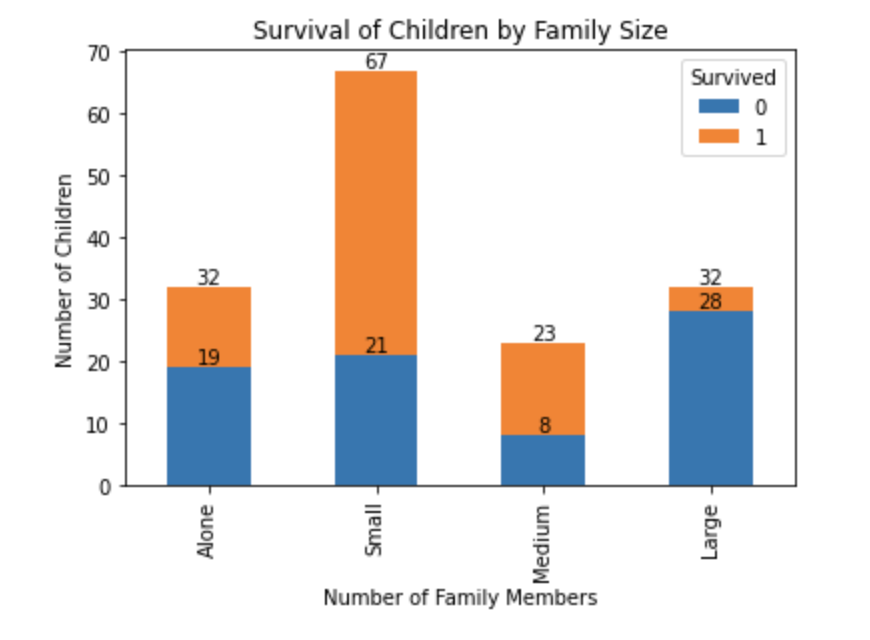 Survival of Children by Family Size
Number of Children
70
60
50
40
30
20
10
0
Survived
0
1
32
19
67
21
23
8
32
28
Alone
Small
Medium
Large
Number of Family Members